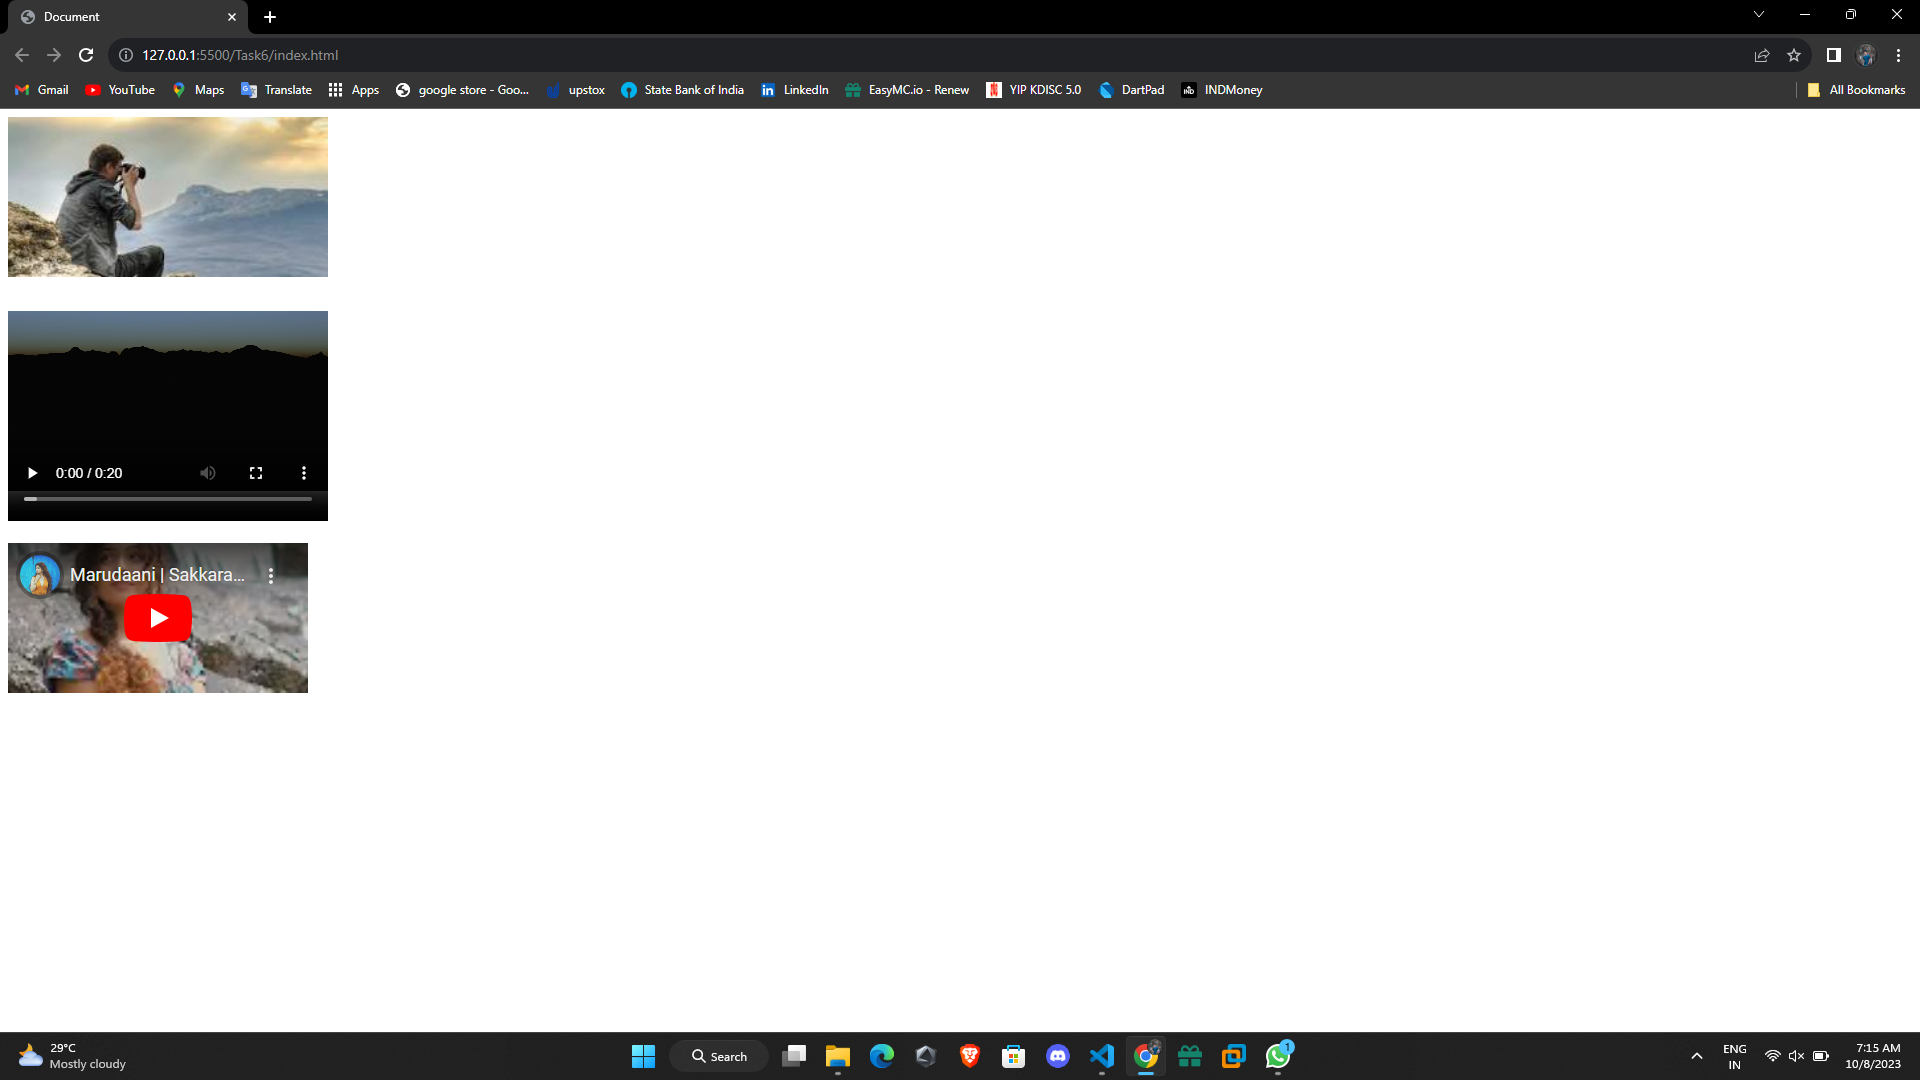 Document
127.0.0.1:5500/Task6/index.html
Gmail YouTube Maps Translate Apps google store - Goo... upstox State Bank of India LinkedIn EasyMC.io - Renew YIP KDISC 5.0 DartPad INDMoney All Bookmarks
0:00 / 0:20
Marudaani | Sakkara...
29°C
Mostly cloudy
Search
1
ENG
IN
7:15 AM
10/8/2023